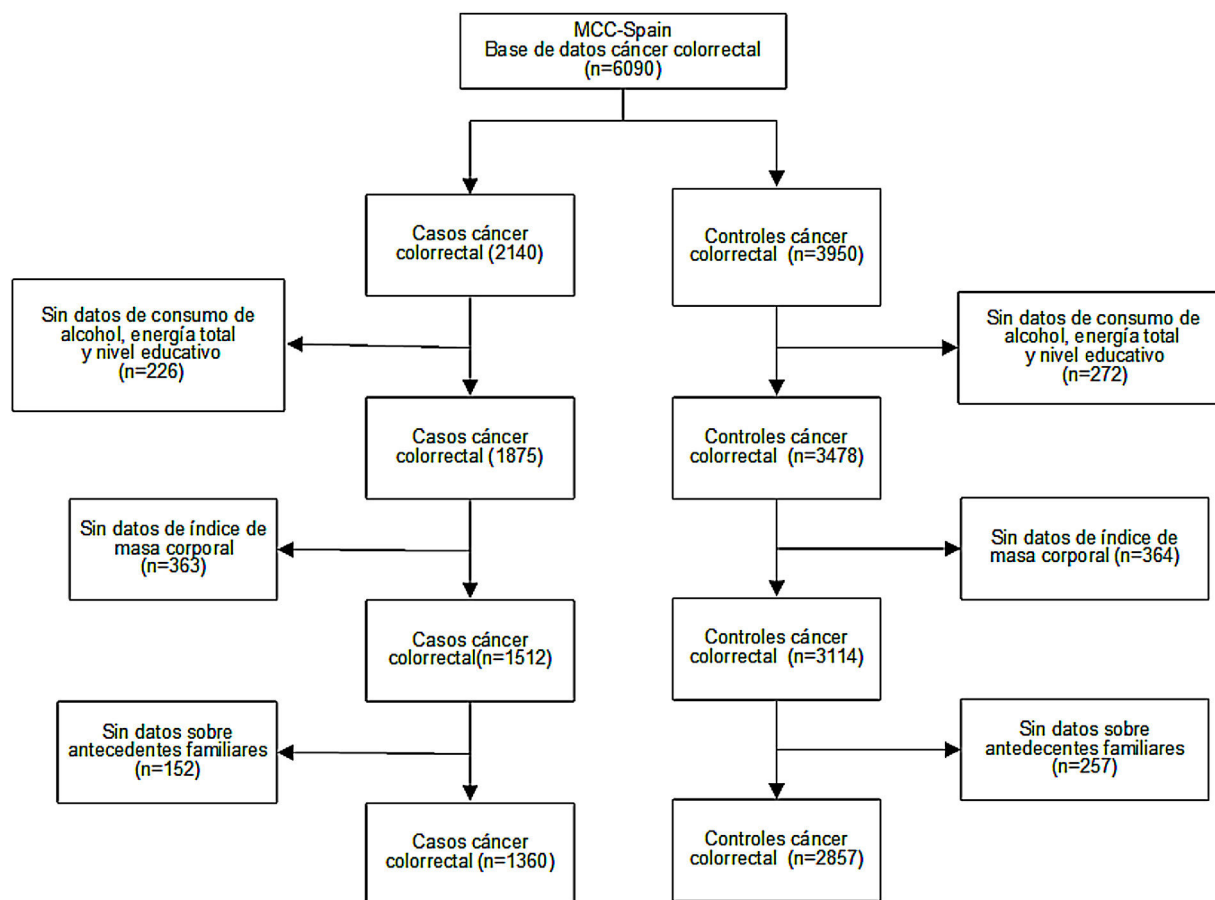 MCC-Spain
Base de datos cáncer colorrectal
(n=6090)
Casos cáncer
colorrectal (2140)
Controles cáncer
colorrectal (n=3950)
Sin datos de consumo de
alcohol, energía total
y nivel educativo
(n=226)
Sin datos de consumo de
alcohol, energía total
y nivel educativo
(n=272)
Casos cáncer
colorrectal (1875)
Controles cáncer
colorrectal (n=3478)
Sin datos de índice de
masa corporal
(n=363)
Sin datos de índice de
masa corporal (n=364)
Casos cáncer
colorrectal(n=1512)
Controles cáncer
colorrectal (n=3114)
Sin datos sobre
antecedentes familiares
(n=152)
Sin datos sobre
antedecentes familiares
(n=257)
Casos cáncer
colorrectal (n=1360)
Controles cáncer
colorrectal (n=2857)